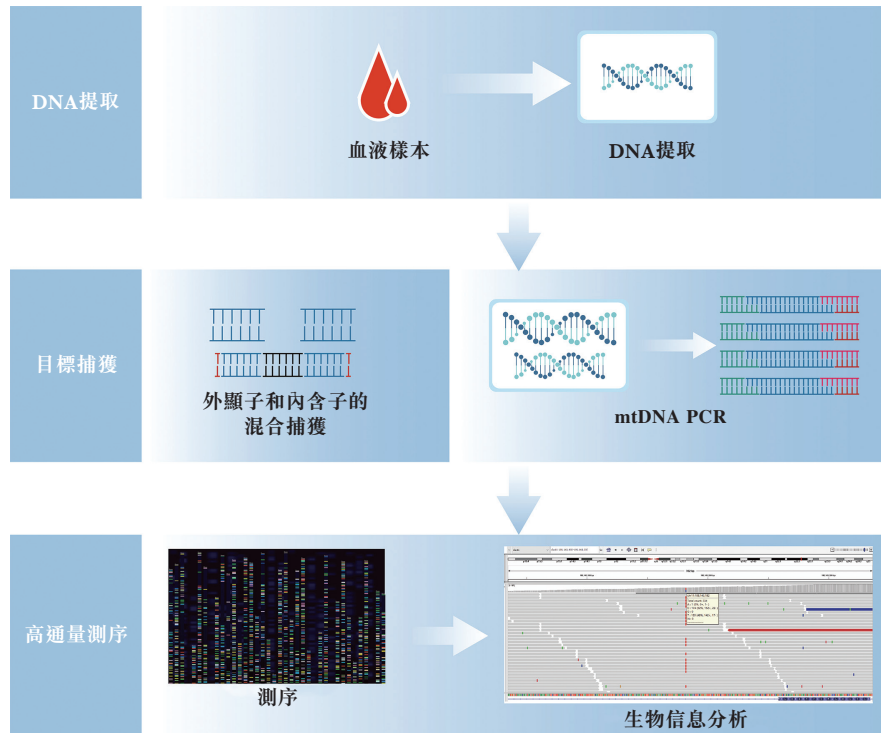 DNA提取
血液樣本
DNA提取
目標捕獲
外顯子和內含子的
混合捕獲
mtDNA PCR
高通量測序
測序
生物信息分析